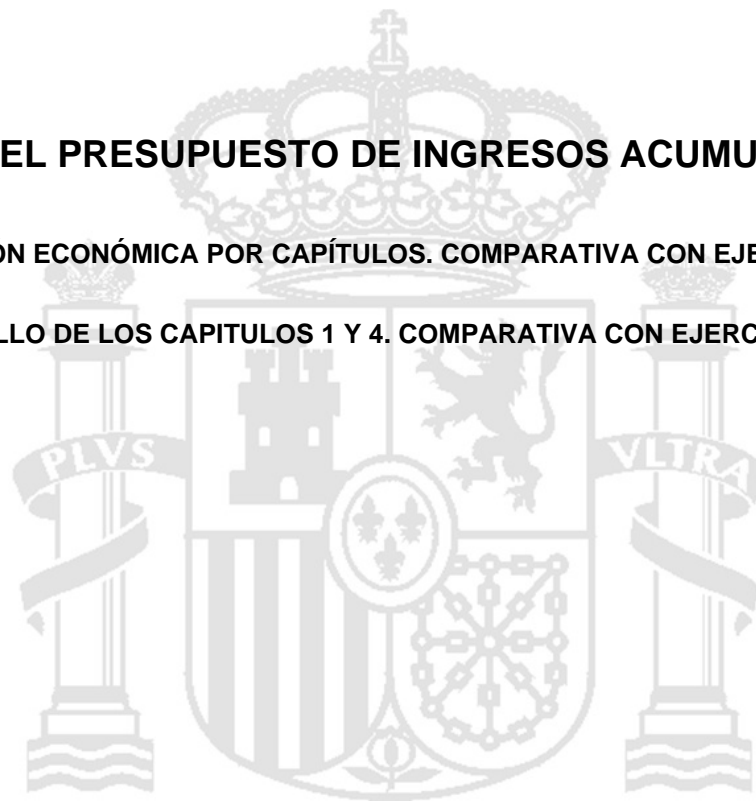 EL PRESUPUESTO DE INGRESOS ACUMU
ON ECONÓMICA POR CAPÍTULOS. COMPARATIVA CON EJE
LLO DE LOS CAPITULOS 1 Y 4. COMPARATIVA CON EJERC
PLVS
VLTRA